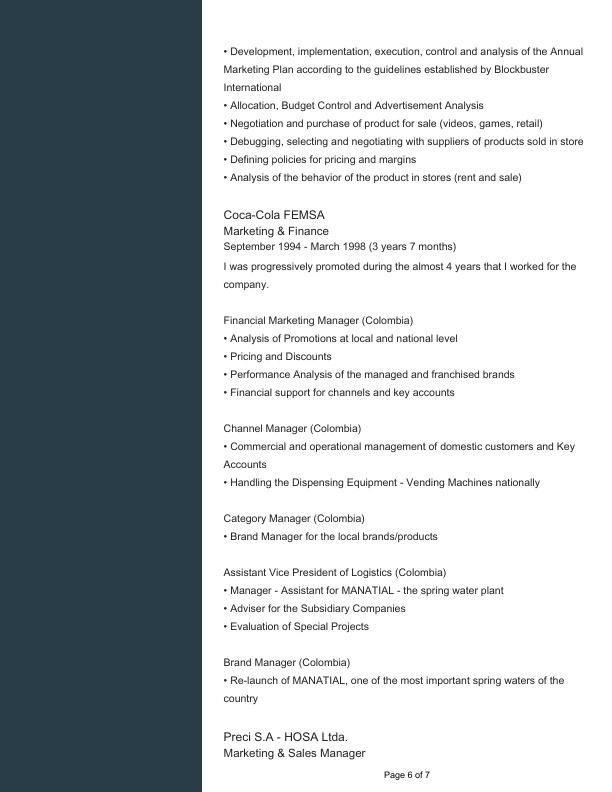 • Development, implementation, execution, control and analysis of the Annual
Marketing Plan according to the guidelines established by Blockbuster
International
• Allocation, Budget Control and Advertisement Analysis
• Negotiation and purchase of product for sale (videos, games, retail)
• Debugging, selecting and negotiating with suppliers of products sold in store
• Defining policies for pricing and margins
• Analysis of the behavior of the product in stores (rent and sale)
Coca-Cola FEMSA
Marketing & Finance
September 1994 - March 1998 (3 years 7 months)
I was progressively promoted during the almost 4 years that I worked for the
company.
Financial Marketing Manager (Colombia)
• Analysis of Promotions at local and national level
• Pricing and Discounts
• Performance Analysis of the managed and franchised brands
• Financial support for channels and key accounts
Channel Manager (Colombia)
• Commercial and operational management of domestic customers and Key
Accounts
• Handling the Dispensing Equipment - Vending Machines nationally
Category Manager (Colombia)
• Brand Manager for the local brands/products
Assistant Vice President of Logistics (Colombia)
• Manager - Assistant for MANATIAL - the spring water plant
• Adviser for the Subsidiary Companies
• Evaluation of Special Projects
Brand Manager (Colombia)
• Re-launch of MANATIAL, one of the most important spring waters of the
country
Preci S.A - HOSA Ltda.
Marketing & Sales Manager
Page 6 of 7